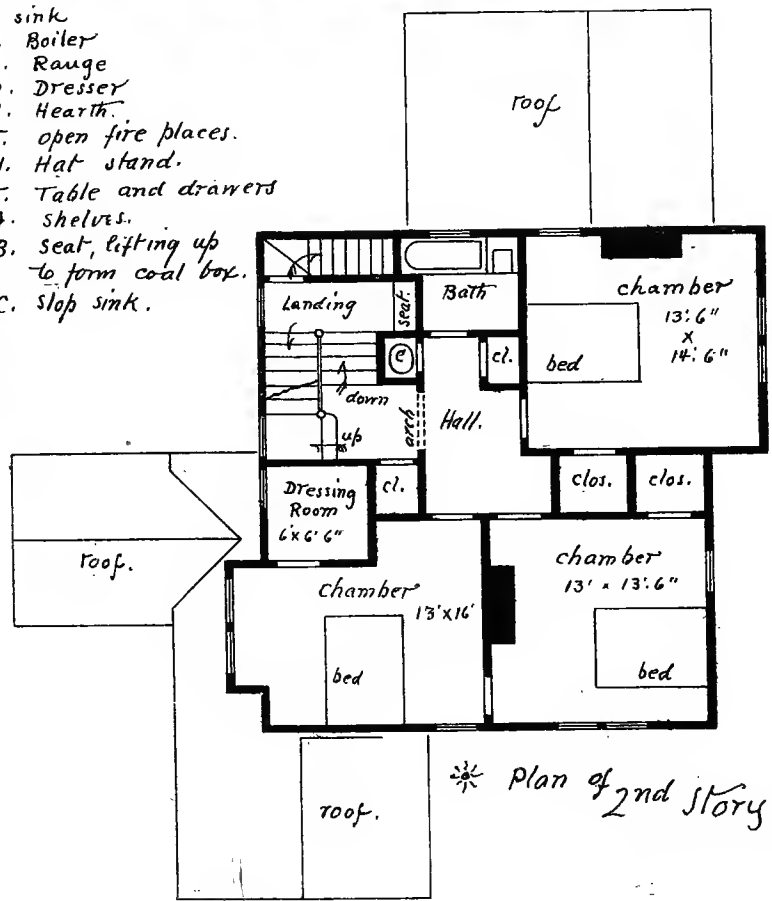 sink
Boiler
Range
Dresser
Hearth.
open fire places.
Hat stand.
Table and drawers
shelves.
B. Seat, lifting up
to form coal box.
C. Slop sink.
roof
Landing
seat.
Bath
chamber
13'.6"
x
14'.6"
bed
cl.
down
arch
Hall.
up
Dressing
Room
6'x 6' 6"
cl.
clos.
clos.
roof.
chamber
13'x16'
bed
chamber
13' x 13'.6"
bed
roof.
Plan of 2nd story